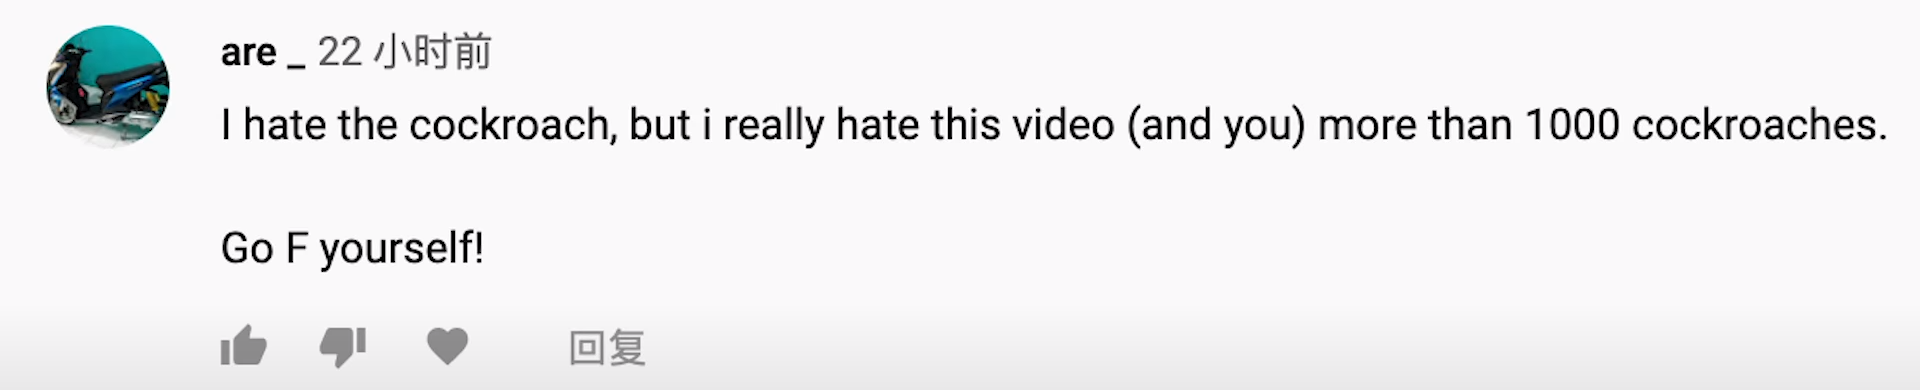 are _ 22 小时前
I hate the cockroach, but i really hate this video (and you) more than 1000 cockroaches.
Go F yourself!
回复